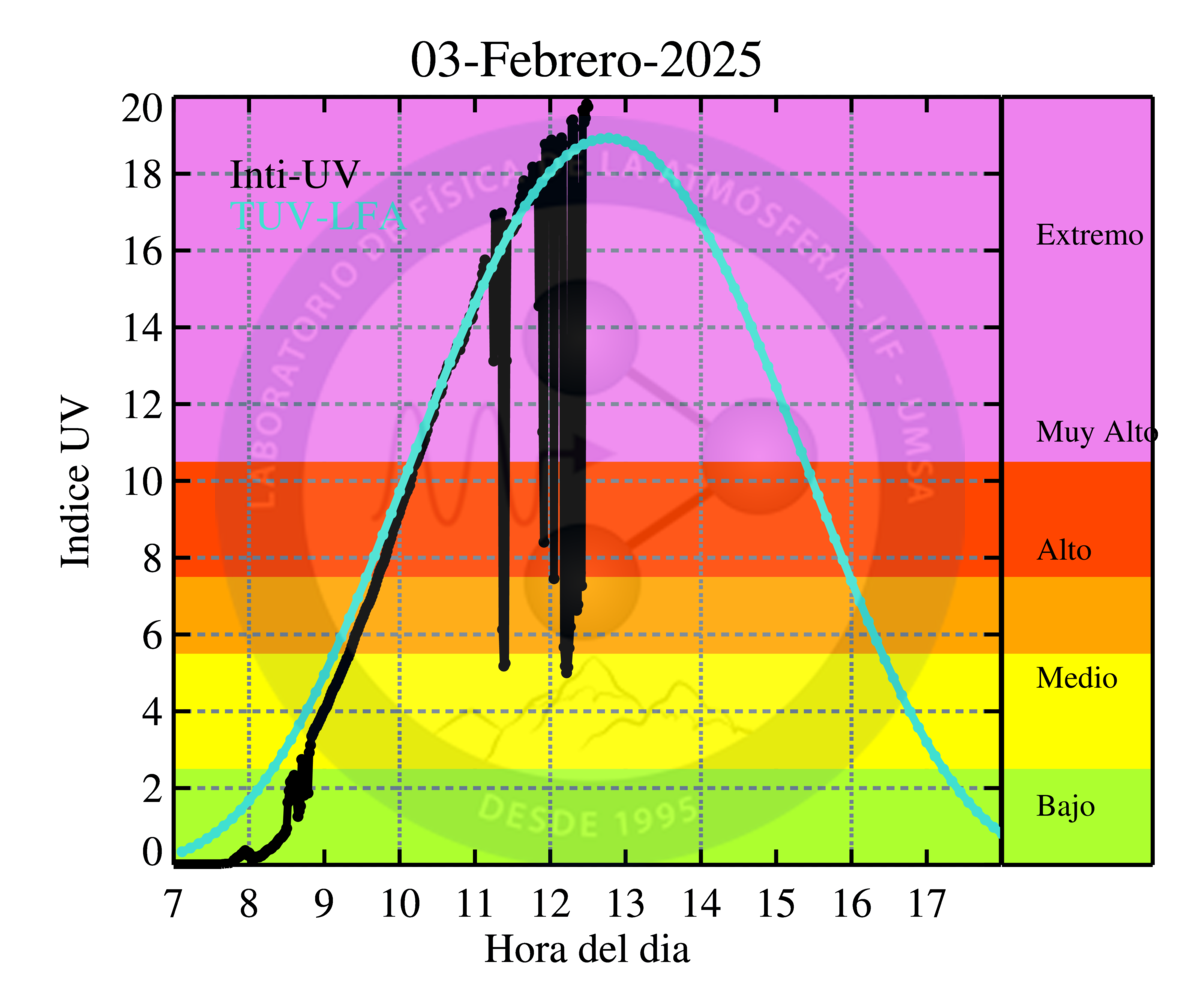 03-Febrero-2025
Indice UV
20
18
16
14
12
10
8
6
4
2
0
Inti-UV
TUV-LFA
LABORATORIO DE FÍSICA DE LA ATMÓSFERA - IIF - UMSA
DESDE 1995
Extremo
Muy Alto
Alto
Medio
Bajo
7 8 9 10 11 12 13 14 15 16 17
Hora del dia